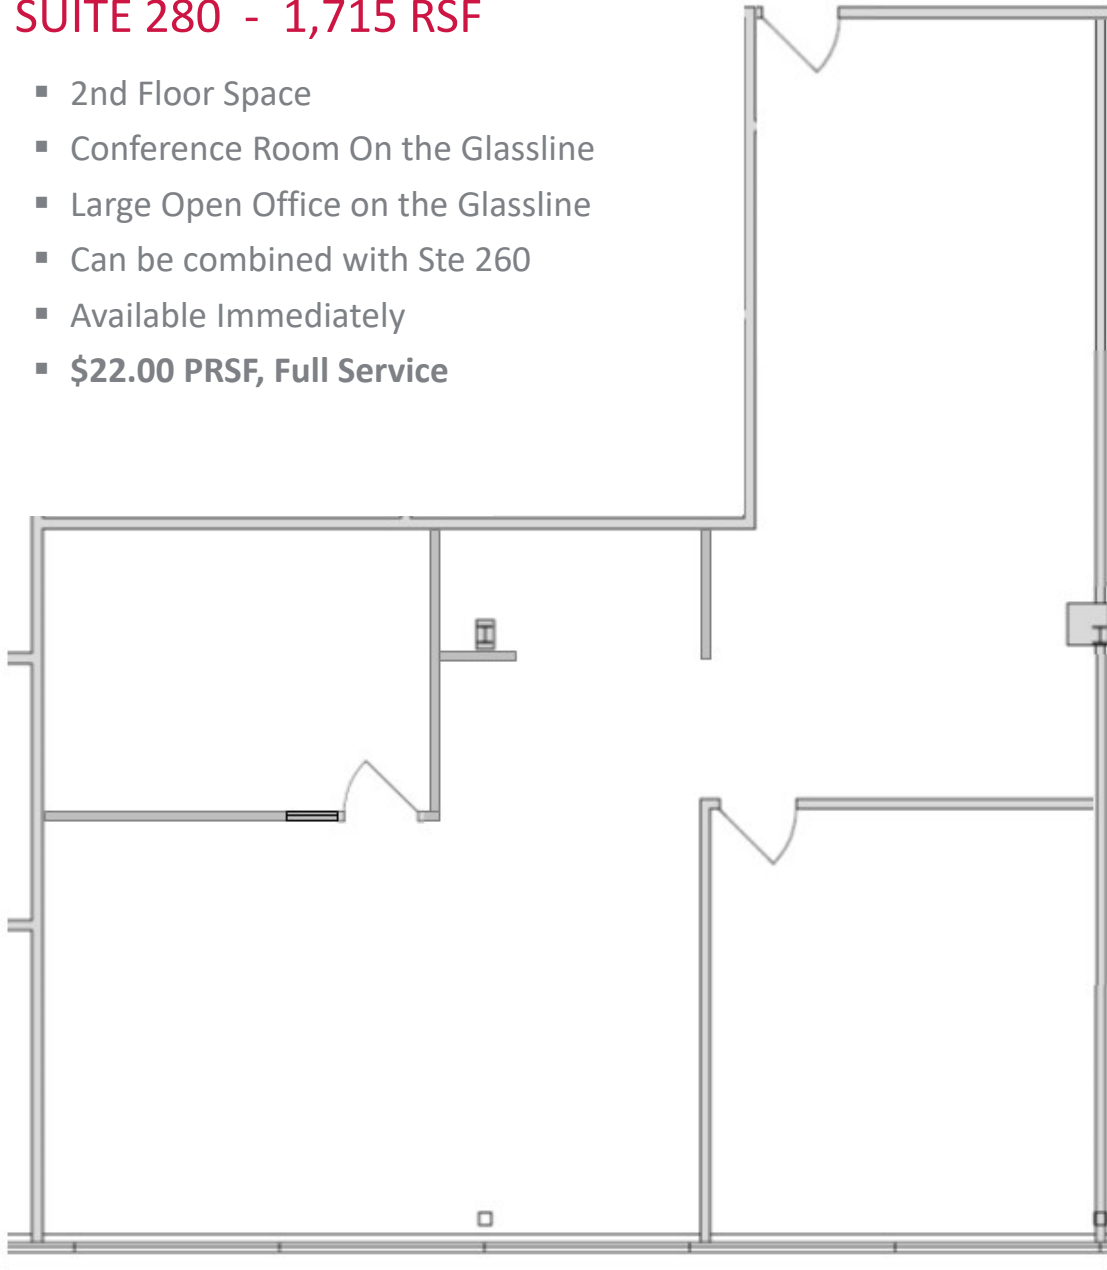 SUITE 280 - 1,715 RSF
▪ 2nd Floor Space
▪ Conference Room On the Glassline
▪ Large Open Office on the Glassline
▪ Can be combined with Ste 260
▪ Available Immediately
▪ $22.00 PRSF, Full Service